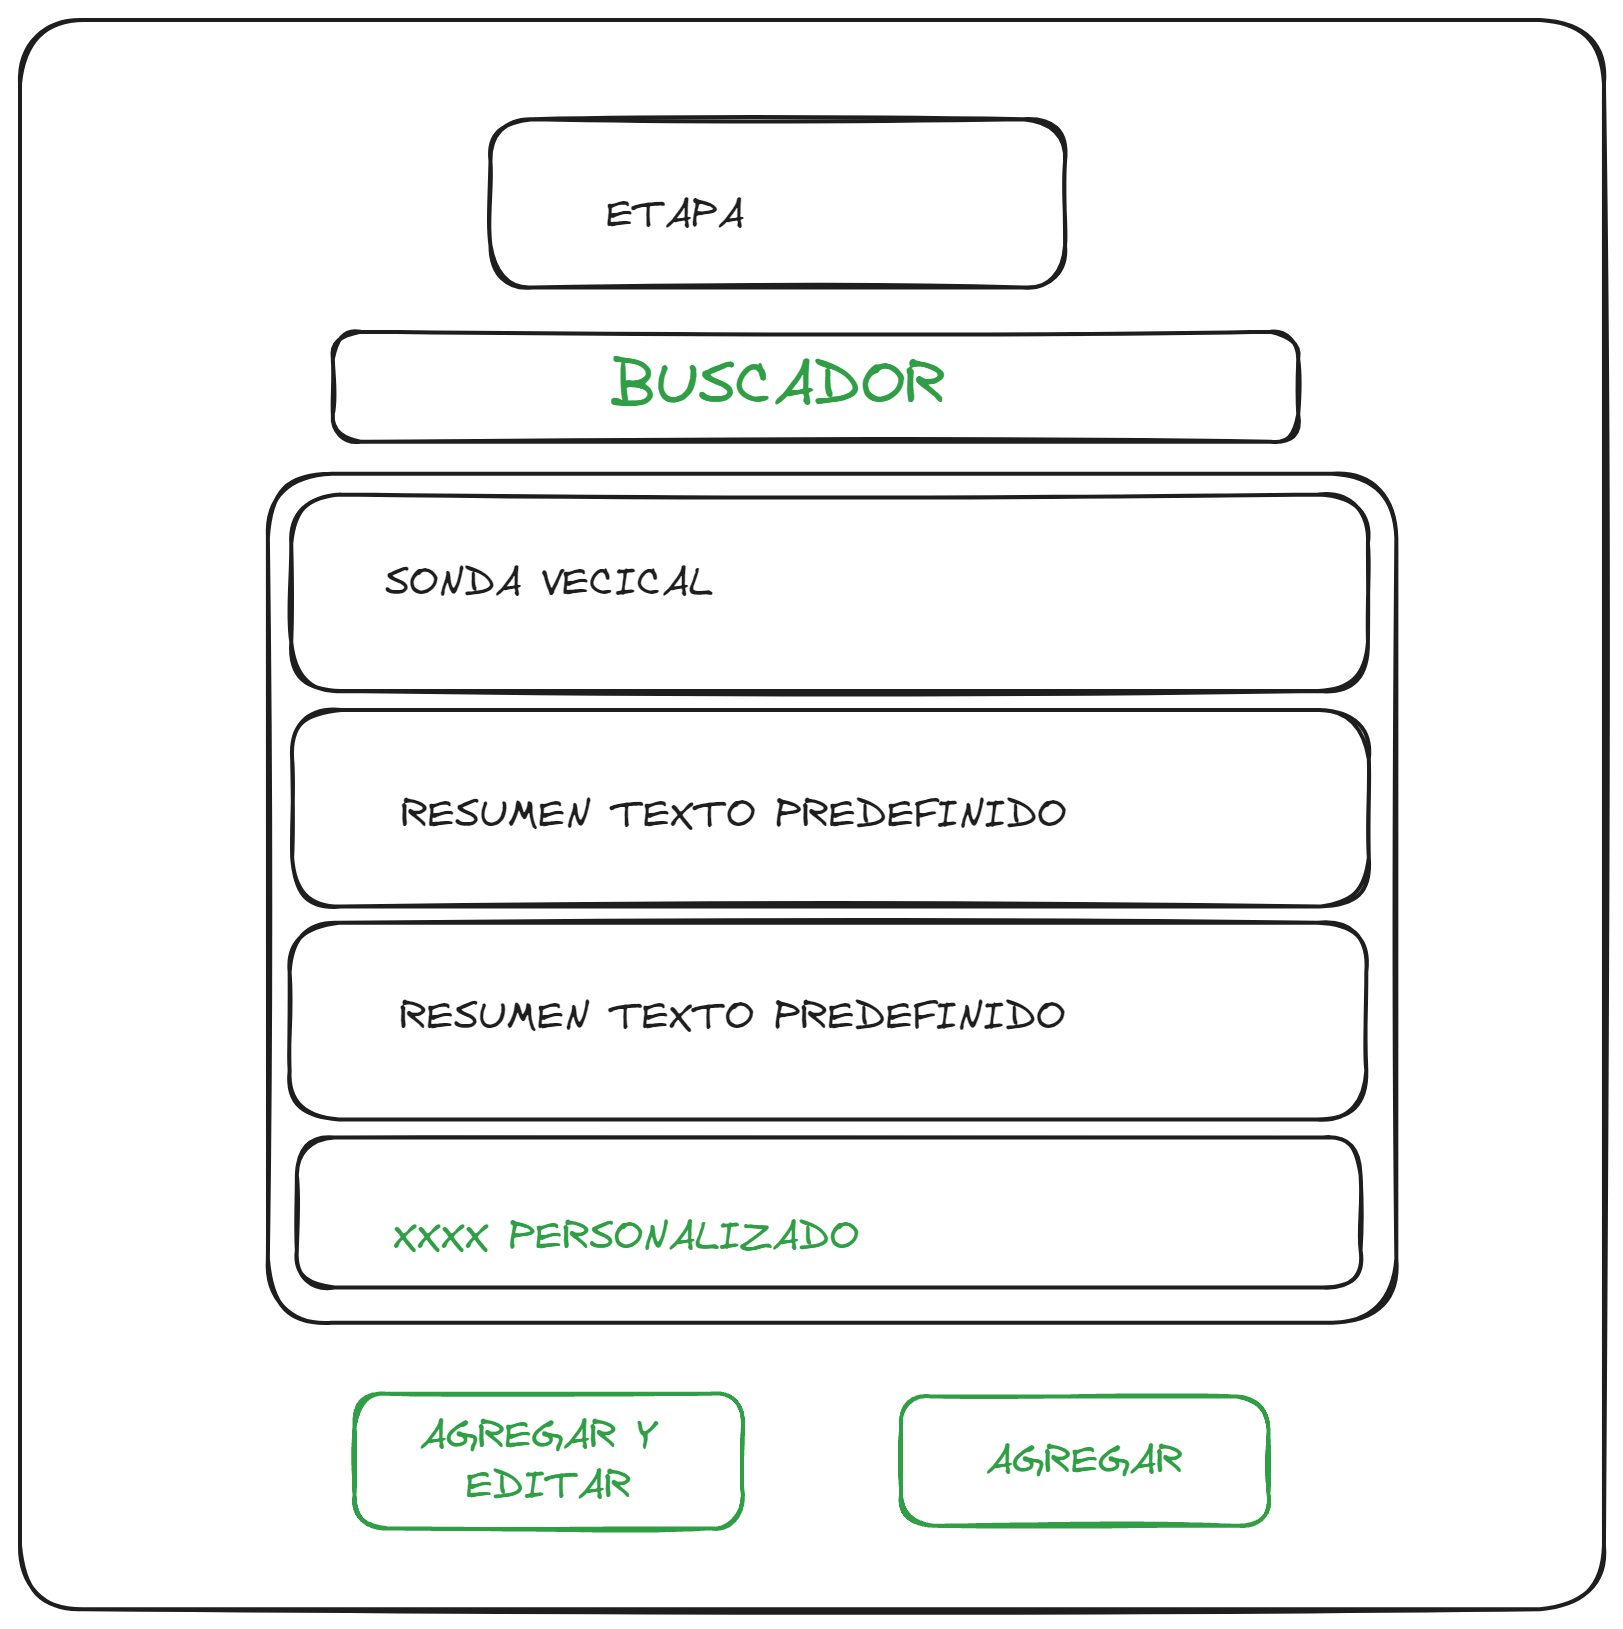 ETAPA
BUSCADOR
SONDA VECICAL
RESUMEN TEXTO PREDEFINIDO
RESUMEN TEXTO PREDEFINIDO
XXXX PERSONALIZADO
AGREGAR Y
EDITAR
AGREGAR